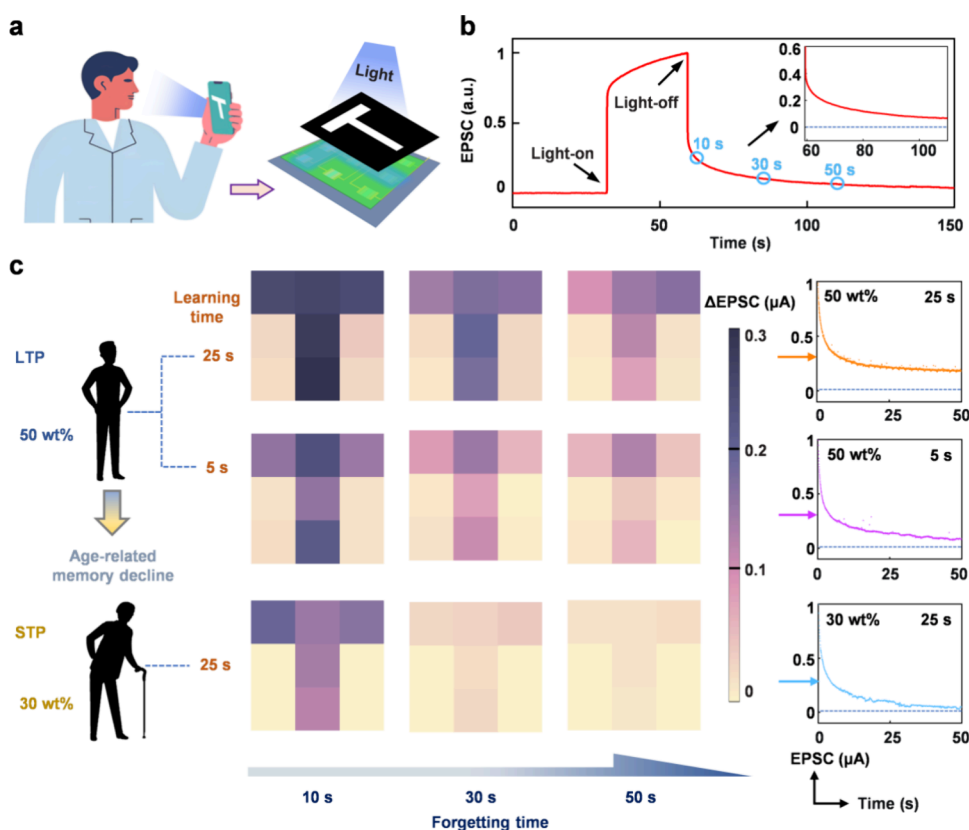 a
Light
b
EPSC (a.u.)
1
0.5
0
Light-on
Light-off
10 s
30 s
50 s
0.6
0.4
0.2
0
60
80
100
0
50
100
150
Time (s)
c
Learning
time
25 s
5 s
25 s
LTP
50 wt%
Age-related
memory decline
STP
30 wt%
ΔEPSC (μA)
0.3
0.2
0.1
0
50 wt% 25 s
1
0.5
0
0 25 50
50 wt% 5 s
1
0.5
0
0 25 50
30 wt% 25 s
1
0.5
0
0 25 50
EPSC (μA)
Time (s)
10 s 30 s 50 s
Forgetting time